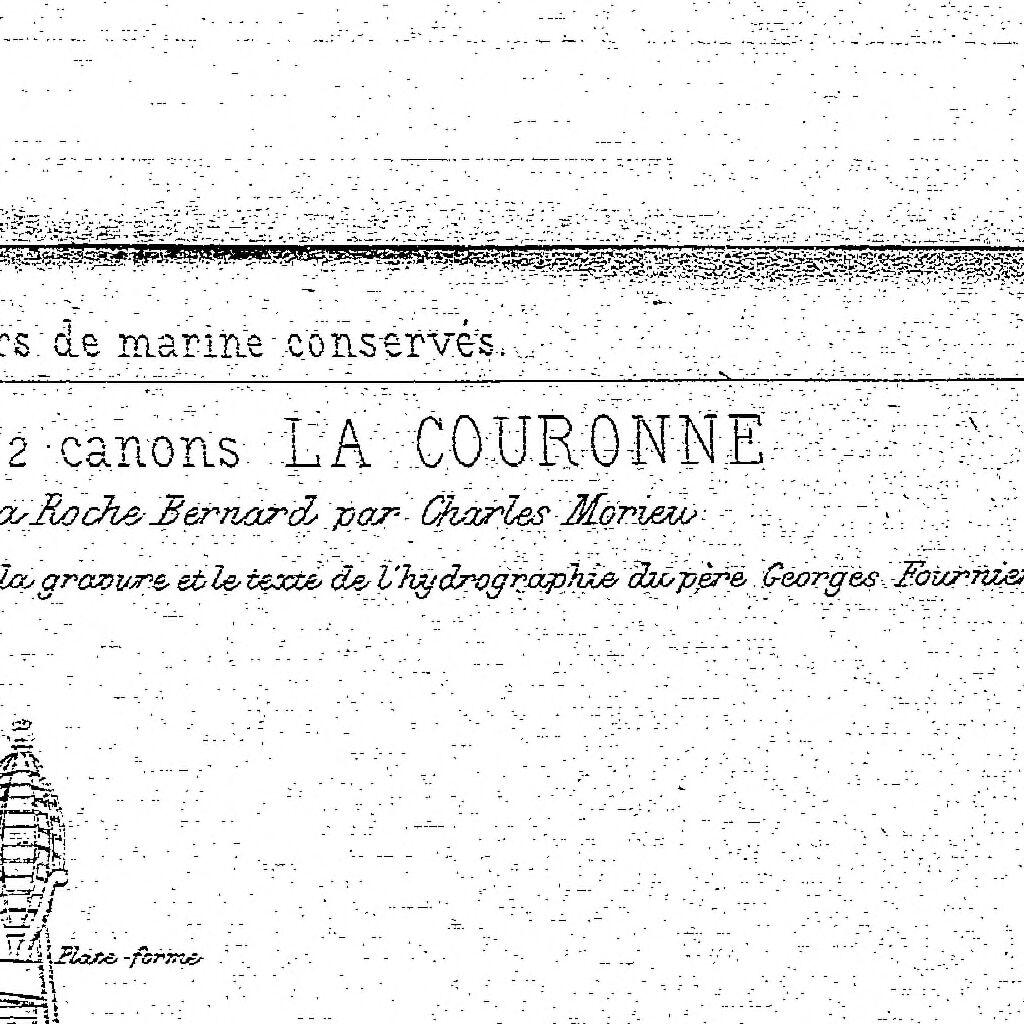 rs de marine conservés.
2 canons LA COURONNE
a Roche Bernard par Charles Morieu
la gravure et le texte de l'hydrographie du père Georges Fournier
Plate-forme